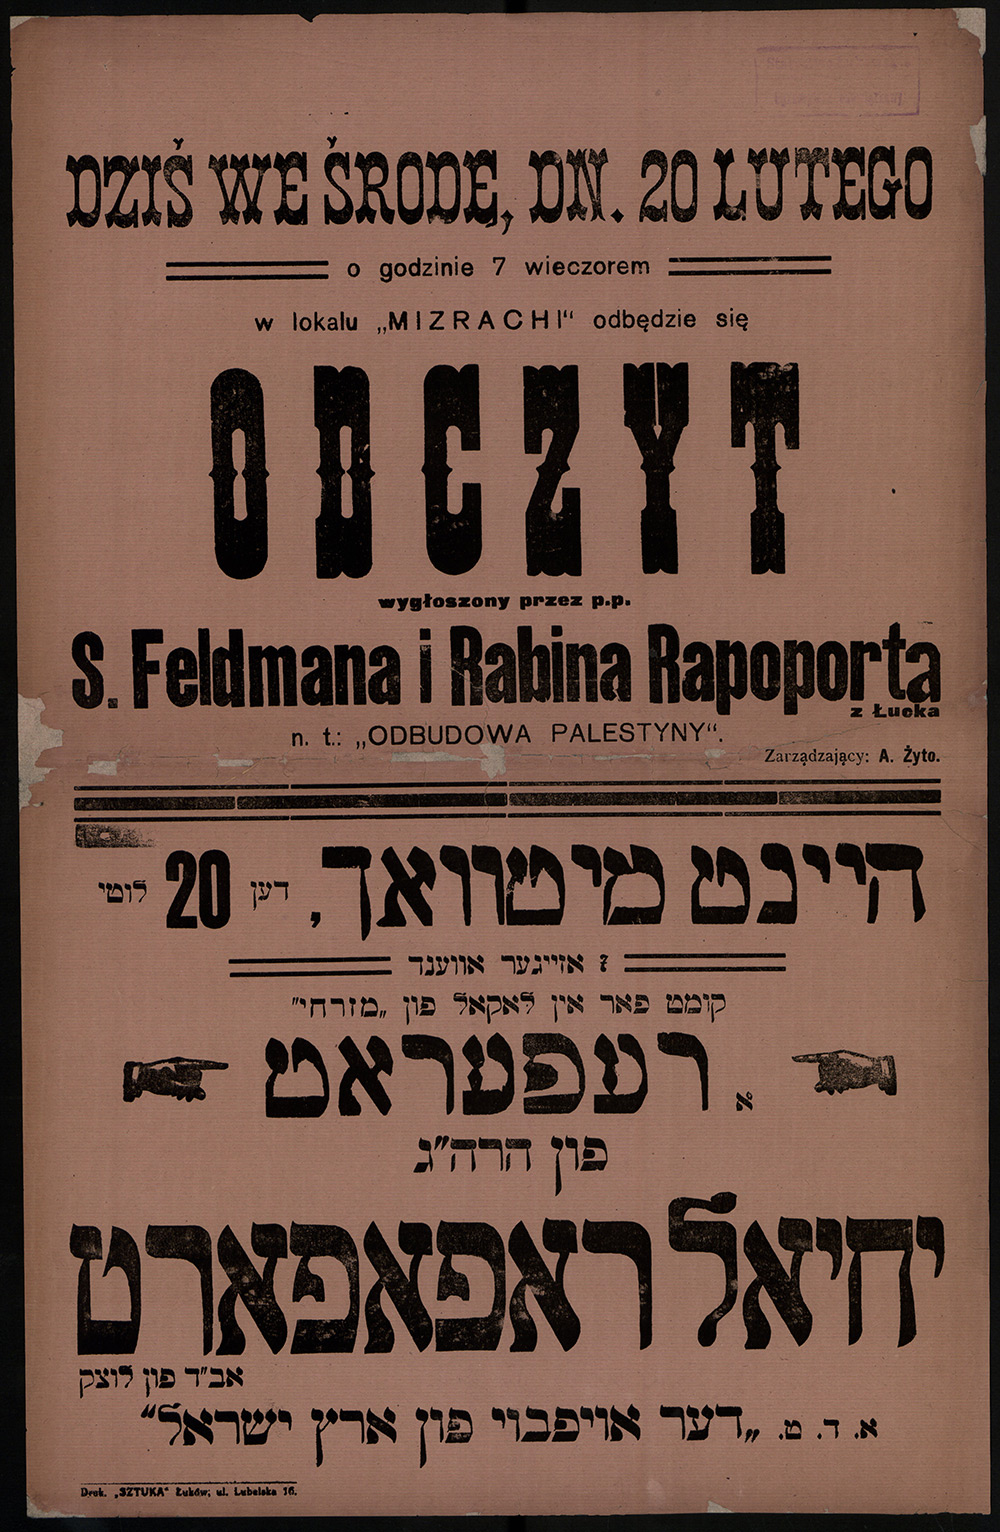 DZIŚ WE ŚRODĘ, DN. 20 LUTEGO
o godzinie 7 wieczorem
w lokalu „MIZRACHI“ odbędzie się
ODCZYT
wygłoszony przez p.p.
S. Feldmana i Rabina Rapoporta
z Łucka
n. t.: „ODBUDOWA PALESTYNY“.
Zarządzający: A. Żyto.
היינט מיטוואך, דען 20 לוטי
7 אזייגער אווענד
קומט פאר אין לאקאל פון „מזרחי"
א רעפעראט
פון הרה"ג
יחיאל ראפאפארט
אב"ד פון לוצק
א. ד. ט. „דער אויפבוי פון ארץ ישראל“
Druk. „SZTUKA“ Łuków, ul. Lubelska 16.